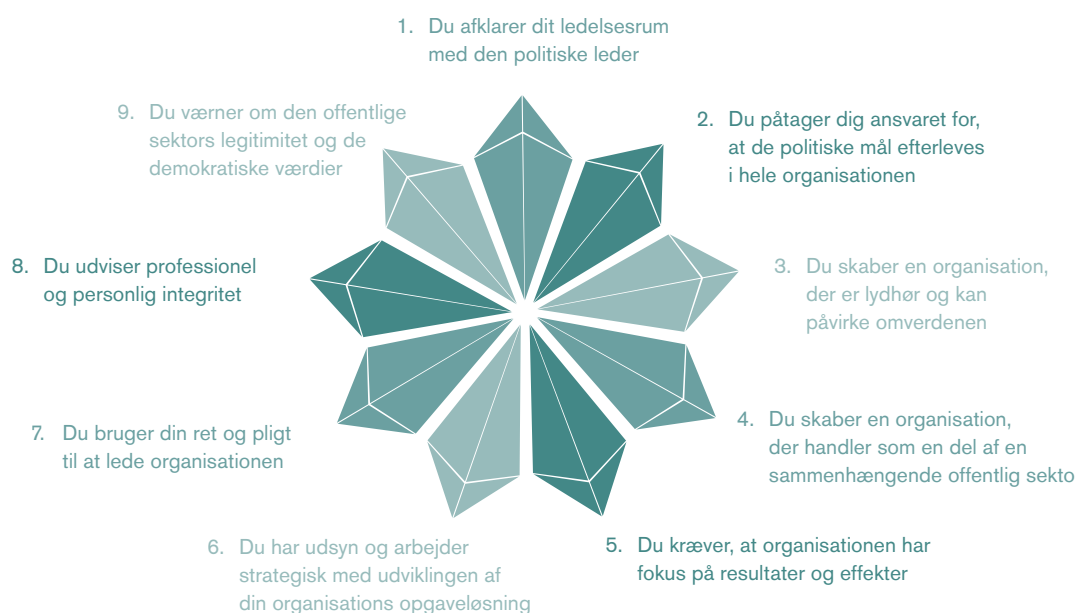 1. Du afklarer dit ledelsesrum
med den politiske leder
2. Du påtager dig ansvaret for,
at de politiske mål efterleves
i hele organisationen
3. Du skaber en organisation,
der er lydhør og kan
påvirke omverdenen
4. Du skaber en organisation,
der handler som en del af en
sammenhængende offentlig sekto
5. Du kræver, at organisationen har
fokus på resultater og effekter
6. Du har udsyn og arbejder
strategisk med udviklingen af
din organisations opgaveløsning
7. Du bruger din ret og pligt
til at lede organisationen
8. Du udviser professionel
og personlig integritet
9. Du værner om den offentlige
sektors legitimitet og de
demokratiske værdier